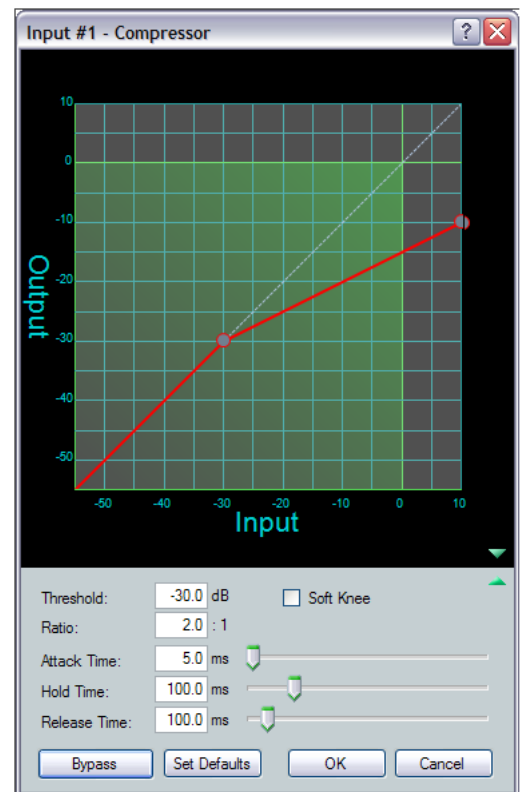 Input #1 - Compressor
?
10
0
-10
-20
-30
-40
-50
Output
-50 -40 -30 -20 -10 0 10
Input
Threshold: -30.0 dB Soft Knee
Ratio: 2.0 : 1
Attack Time: 5.0 ms
Hold Time: 100.0 ms
Release Time: 100.0 ms
Bypass Set Defaults OK Cancel